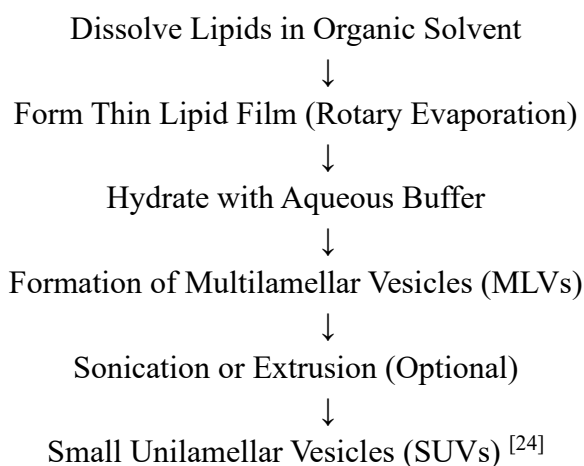 Dissolve Lipids in Organic Solvent
↓
Form Thin Lipid Film (Rotary Evaporation)
↓
Hydrate with Aqueous Buffer
↓
Formation of Multilamellar Vesicles (MLVs)
↓
Sonication or Extrusion (Optional)
↓
Small Unilamellar Vesicles (SUVs) [24]